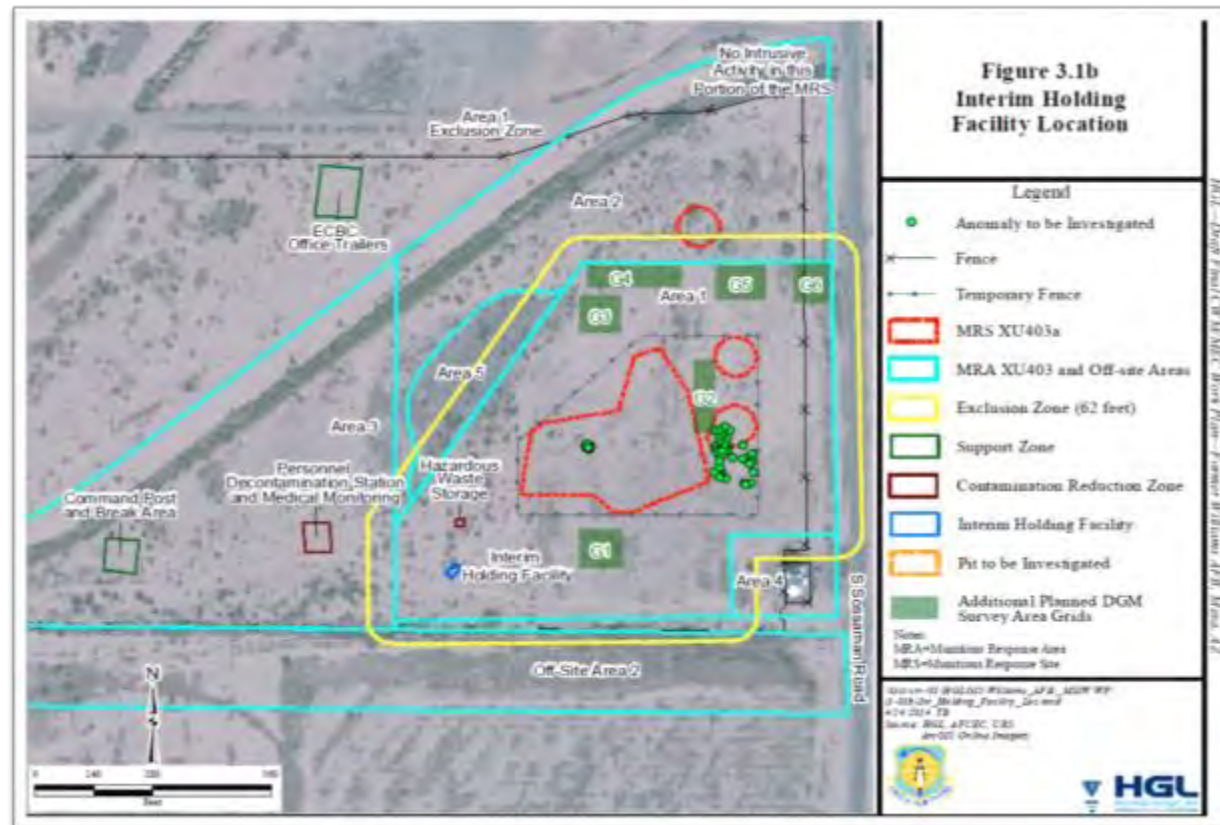 No Intrusive
Activity in this
Portion of the MRS
Area 1
Exclusion Zone
Area 2
ECBC
Office Trailers
G4
G5
G6
Area 1
G3
Area 5
G2
Area 3
Personnel
Decontamination Station
and Medical Monitoring
Hazardous
Waste
Storage
Command Post
and Break Area
Interim
Holding Facility
G1
Area 4
S Sossaman Road
Off-Site Area 2
N
0
Feet
Figure 3.1b
Interim Holding
Facility Location
Legend
Anomaly to be Investigated
Fence
Temporary Fence
MRS XU403a
MRA XU403 and Off-site Areas
Exclusion Zone (62 feet)
Support Zone
Contamination Reduction Zone
Interim Holding Facility
Pit to be Investigated
Additional Planned DGM
Survey Area Grids
Notes:
MRA=Munitions Response Area
MRS=Munitions Response Site
Source: HGL, AFCEC, URS
ArcGIS Online Imagery
HGL